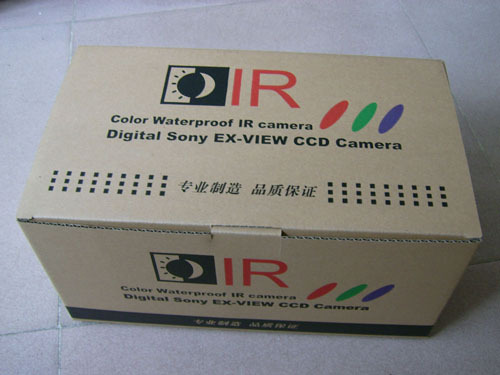 IR
Color Waterproof IR camera
Digital Sony EX-VIEW CCD Camera
专业制造 品质保证
IR
Color Waterproof IR camera
Digital Sony EX-VIEW CCD Camera
专业制造 品质保证